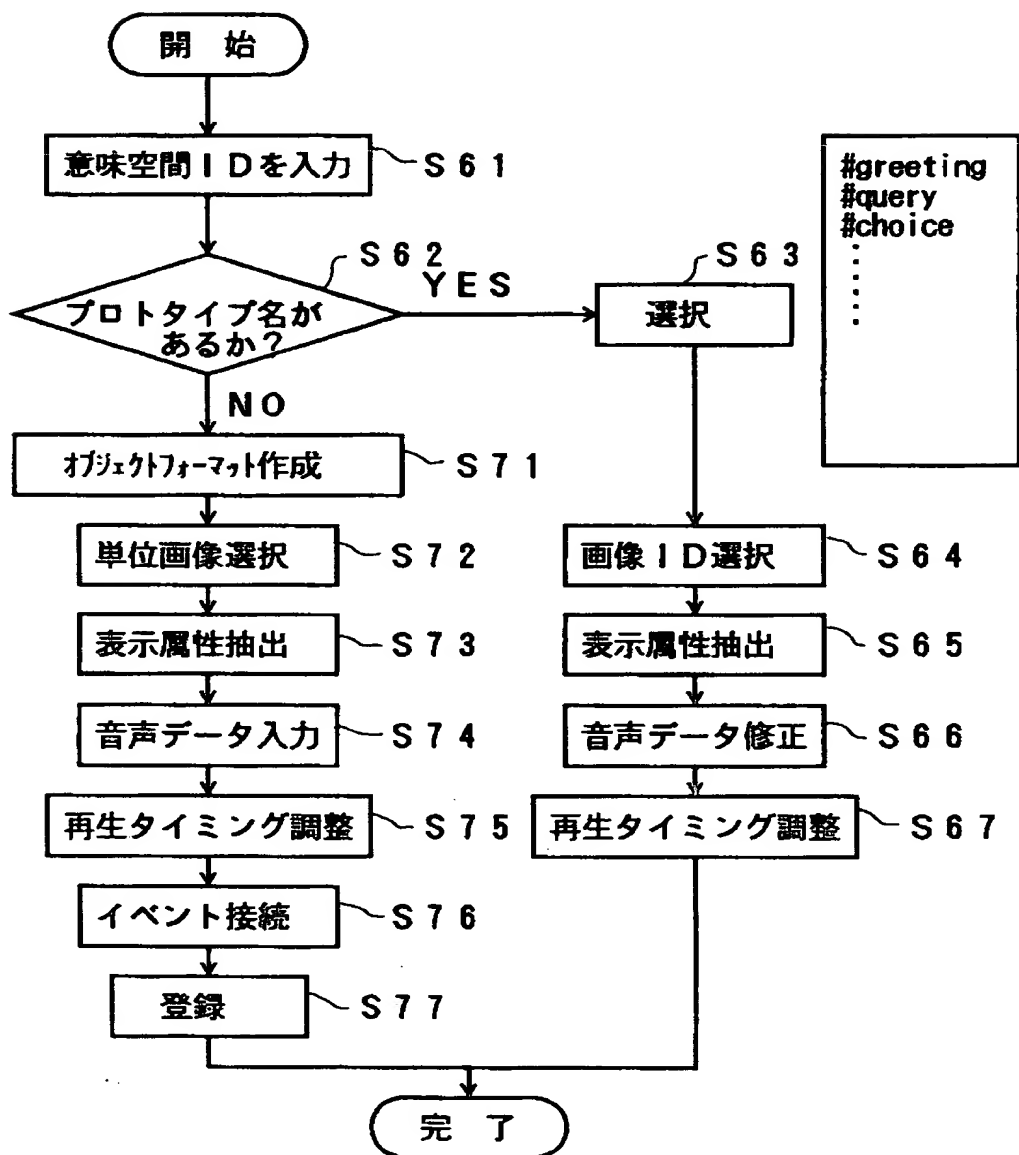 開 始
意味空間IDを入力
S61
#greeting
#query
#choice
S62
YES
S63
プロトタイプ名が
あるか?
選択
NO
オブジェクトフォーマット作成
S71
単位画像選択
S72
画像ID選択
S64
表示属性抽出
S73
表示属性抽出
S65
音声データ入力
S74
音声データ修正
S66
再生タイミング調整
S75
再生タイミング調整
S67
イベント接続
S76
登録
S77
完 了